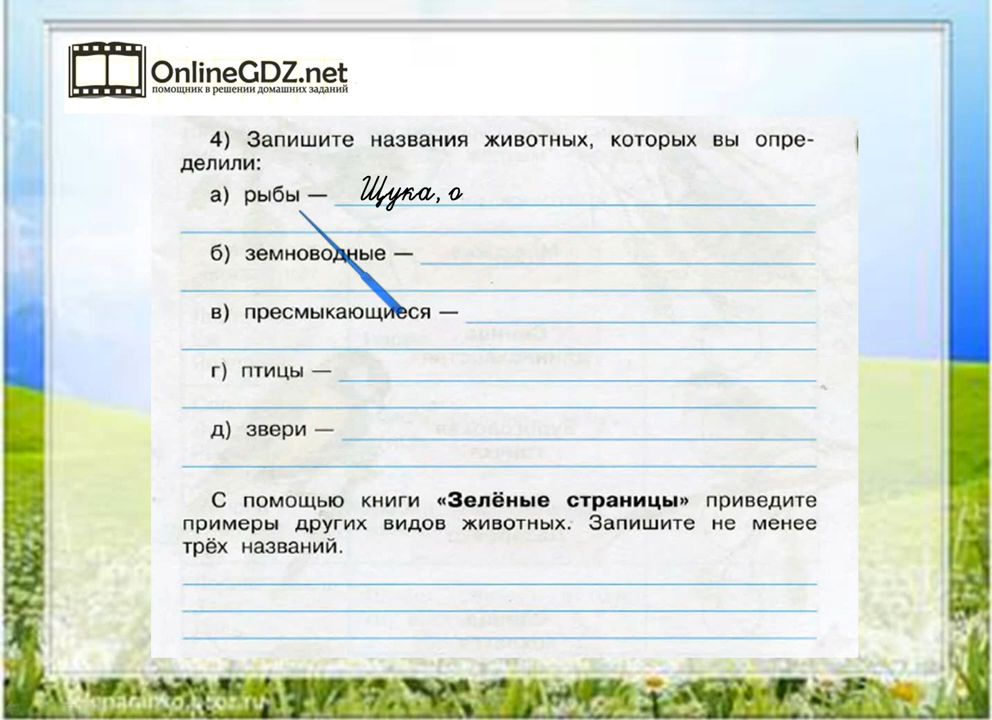 OnlineGDZ.net
помощник в решении домашних заданий
4) Запишите названия животных, которых вы опре-
делили:
а) рыбы — Щука, о
б) земноводные —
в) пресмыкающиеся —
г) птицы —
д) звери —
С помощью книги «Зелёные страницы» приведите
примеры других видов животных. Запишите не менее
трёх названий.